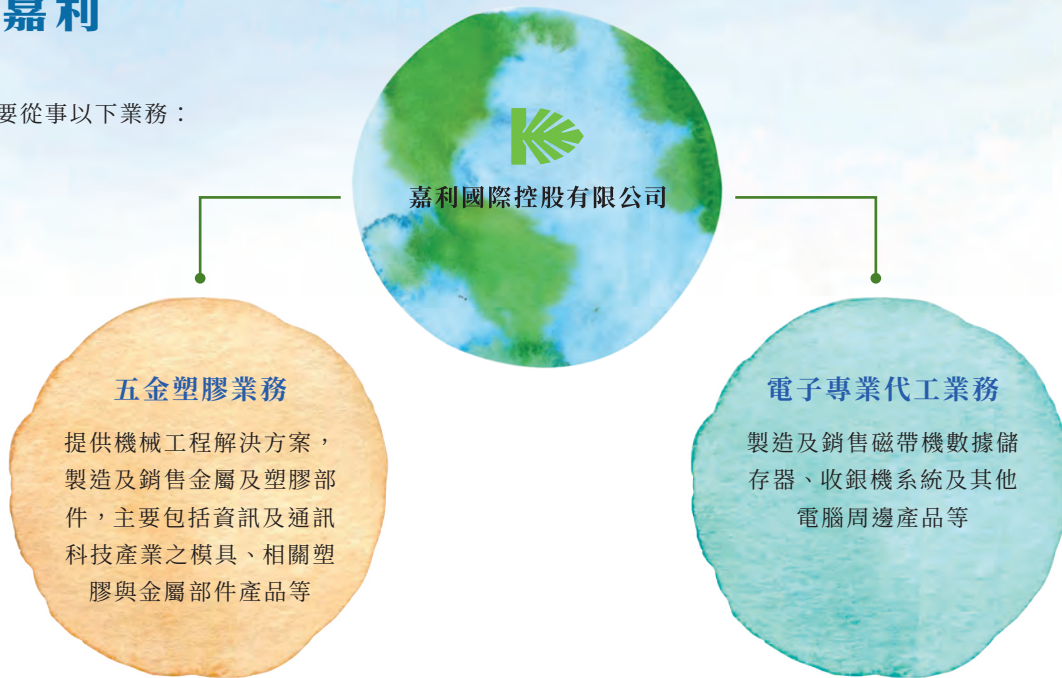 嘉利
要從事以下業務：
嘉利國際控股有限公司
五金塑膠業務
提供機械工程解決方案，
製造及銷售金屬及塑膠部
件，主要包括資訊及通訊
科技產業之模具、相關塑
膠與金屬部件產品等
電子專業代工業務
製造及銷售磁帶機數據儲
存器、收銀機系統及其他
電腦周邊產品等